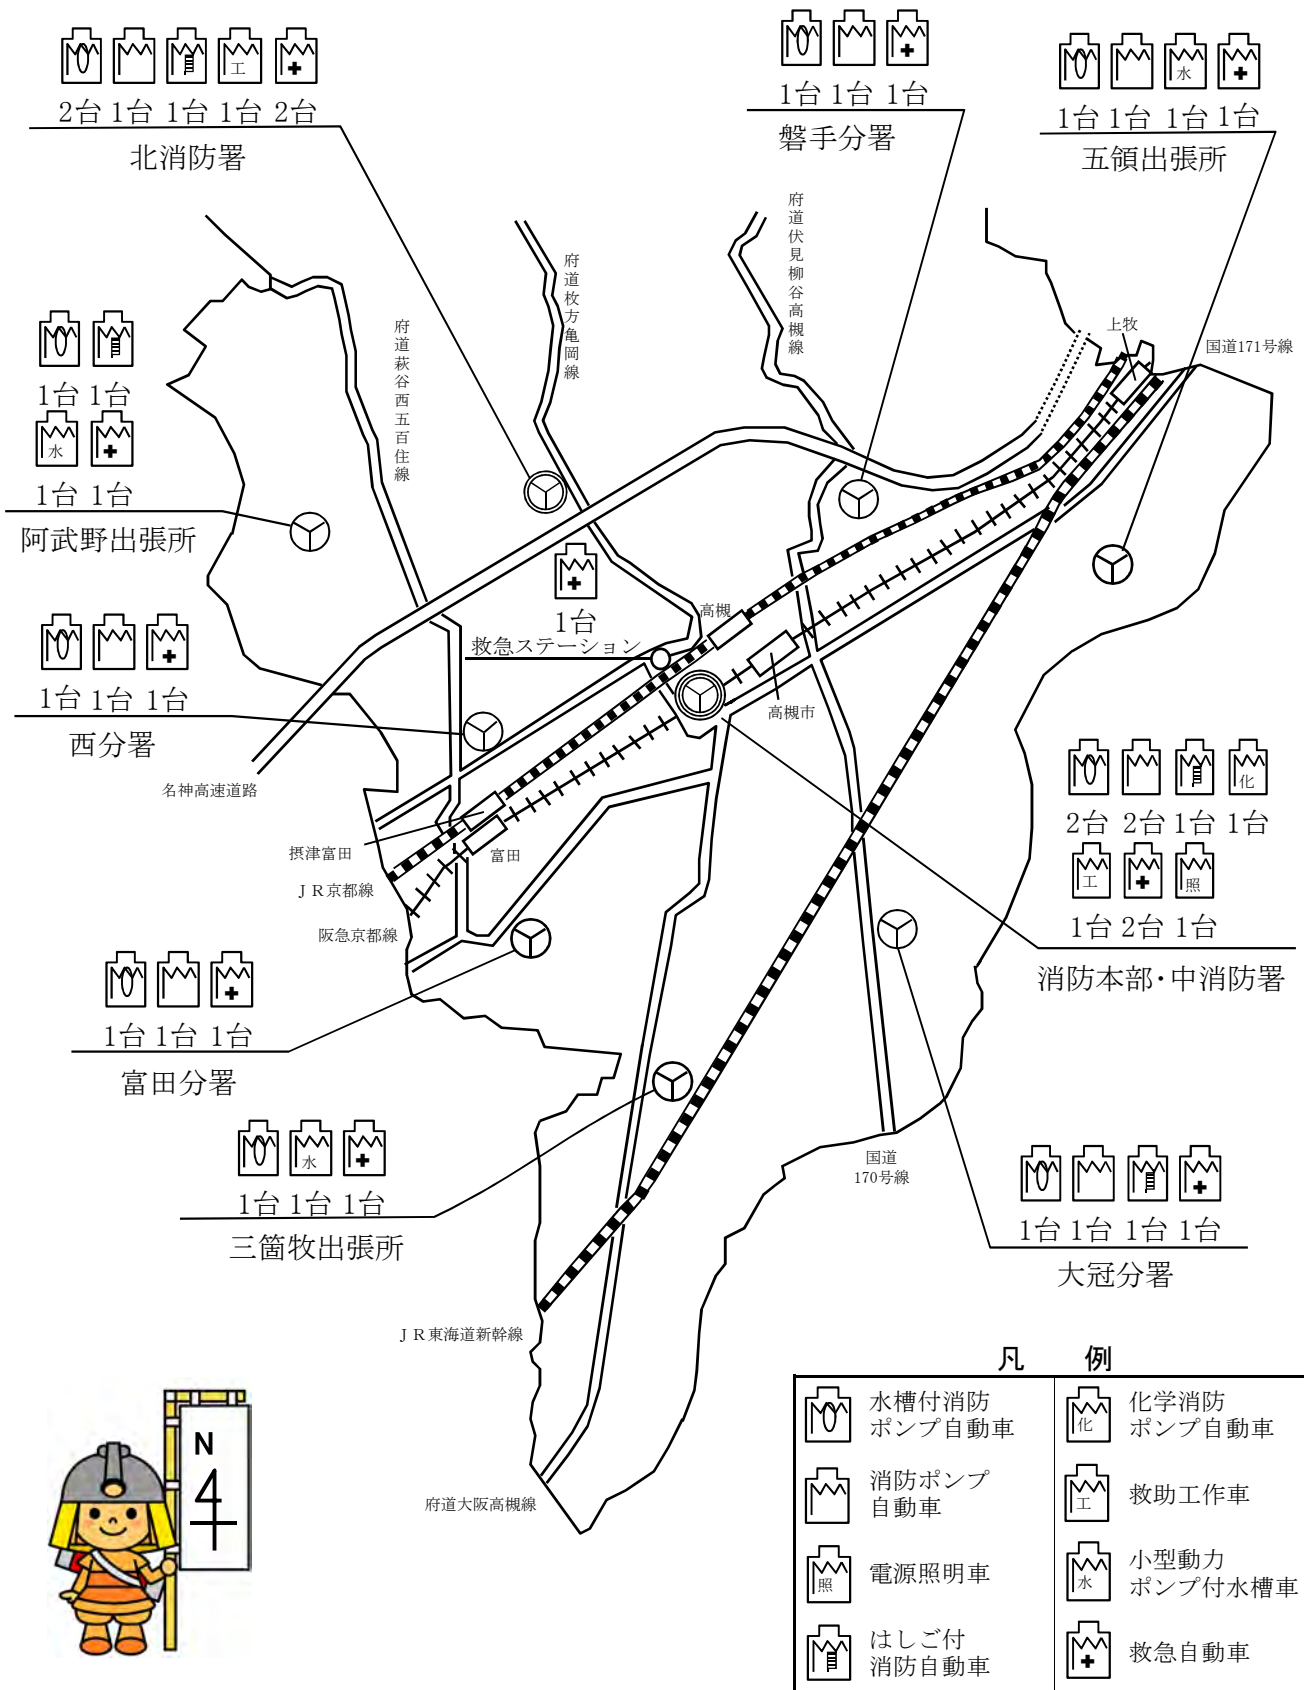 2台 1台 1台 1台 2台
北消防署
1台 1台 1台
磐手分署
1台 1台 1台 1台
五領出張所
府道萩谷西五百住線
府道枚方亀岡線
府道伏見柳谷高槻線
上牧
国道171号線
1台 1台
水
1台 1台
阿武野出張所
1台
救急ステーション
高槻
高槻市
1台 1台 1台
西分署
名神高速道路
摂津富田
富田
JR京都線
阪急京都線
化
2台 2台 1台 1台
工 照
1台 2台 1台
消防本部・中消防署
1台 1台 1台
富田分署
水
1台 1台 1台
三箇牧出張所
国道
170号線
1台 1台 1台 1台
大冠分署
JR東海道新幹線
府道大阪高槻線
N
凡 例
水槽付消防
ポンプ自動車
化
化学消防
ポンプ自動車
消防ポンプ
自動車
工
救助工作車
照
電源照明車
水
小型動力
ポンプ付水槽車
はしご付
消防自動車
救急自動車